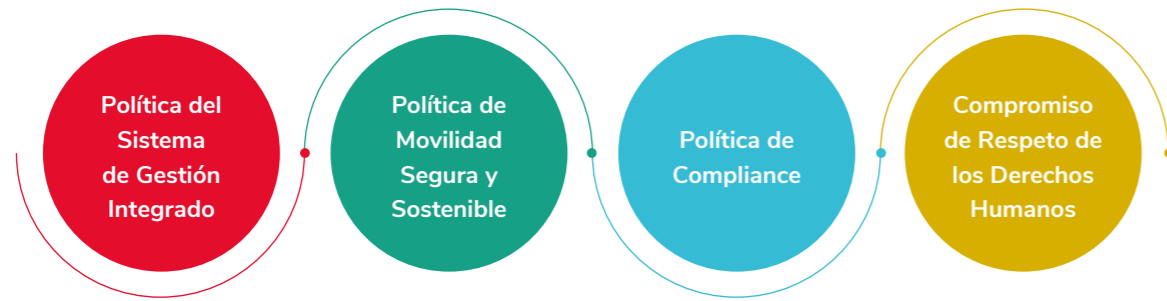 Política del
Sistema
de Gestión
Integrado
Política de
Movilidad
Segura y
Sostenible
Política de
Compliance
Compromiso
de Respeto de
los Derechos
Humanos